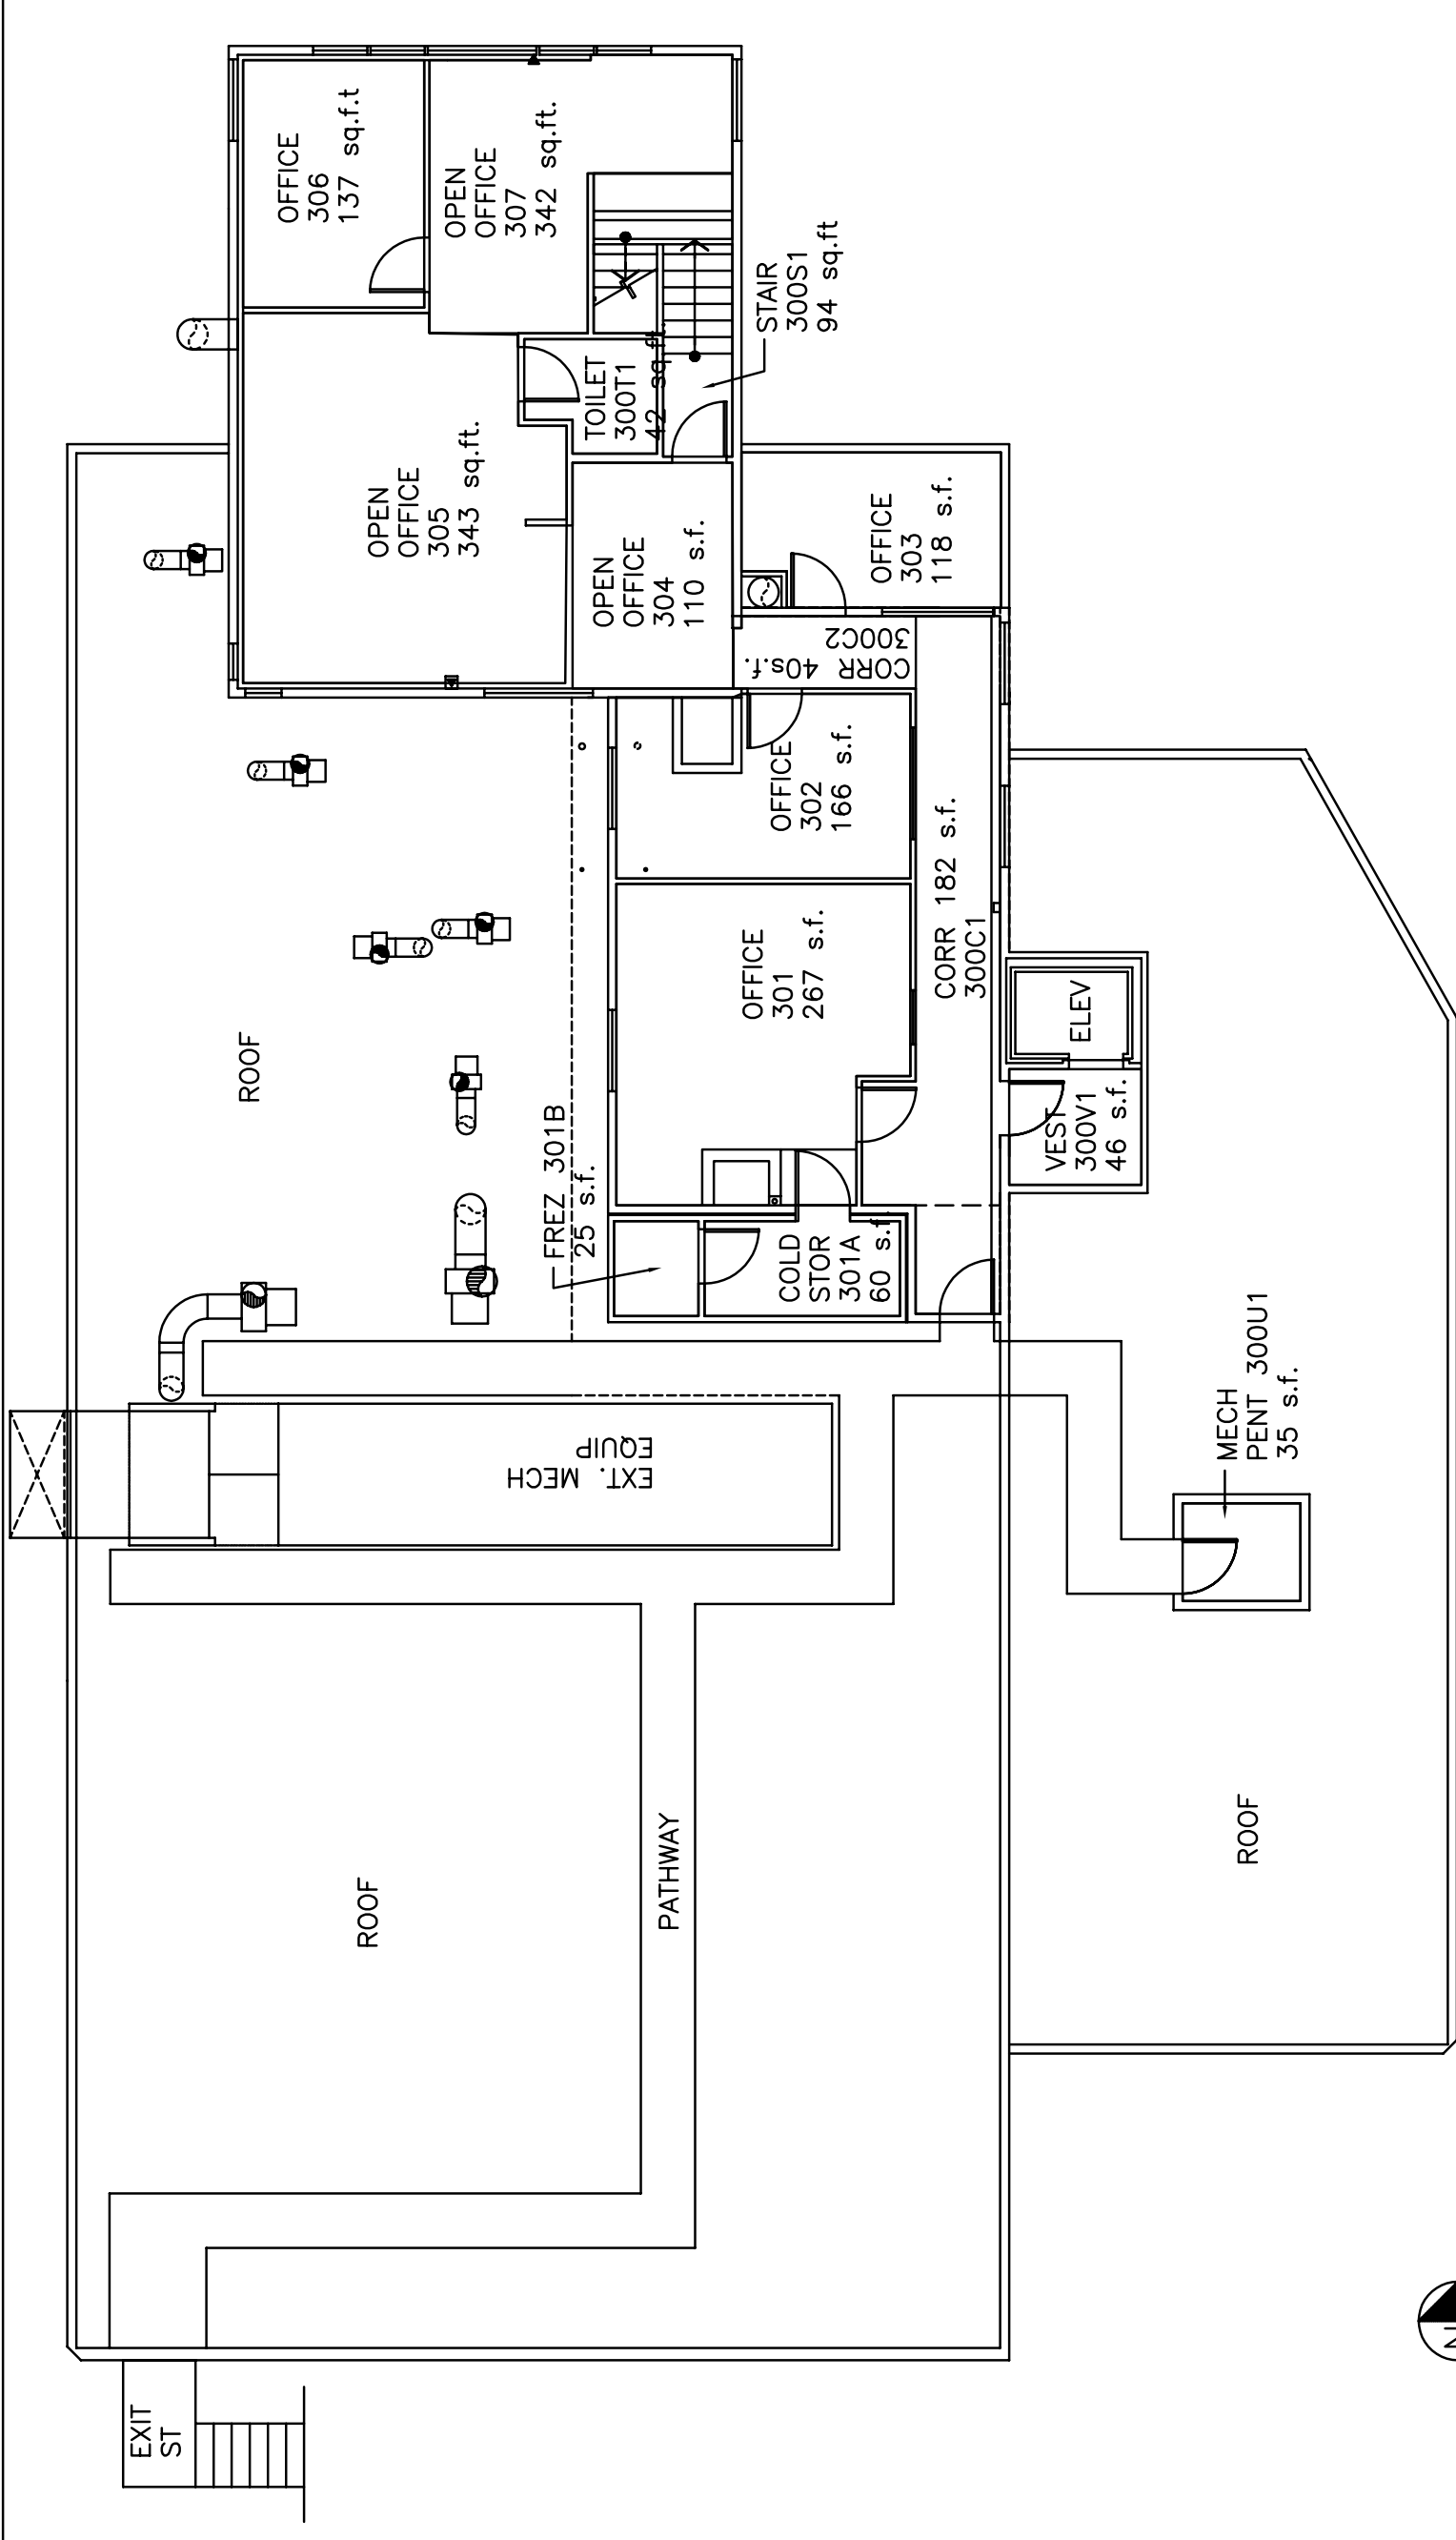 OFFICE
306
137 sq.f.t
OPEN
OFFICE
307
342 sq.ft.
STAIR
300S1
94 sq.ft
TOILET
300T1
42 sq.ft.
OPEN
OFFICE
305
343 sq.ft.
OPEN
OFFICE
304
110 s.f.
OFFICE
303
118 s.f.
CORR 40s.f.
300C2
OFFICE
302
166 s.f.
OFFICE
301
267 s.f.
CORR 182 s.f.
300C1
ELEV
VEST
300V1
46 s.f.
ROOF
FREZ 301B
25 s.f.
COLD
STOR
301A
60 s.f.
EXT. MECH
EQUIP
MECH
PENT 300U1
35 s.f.
ROOF
PATHWAY
ROOF
EXIT
ST
N